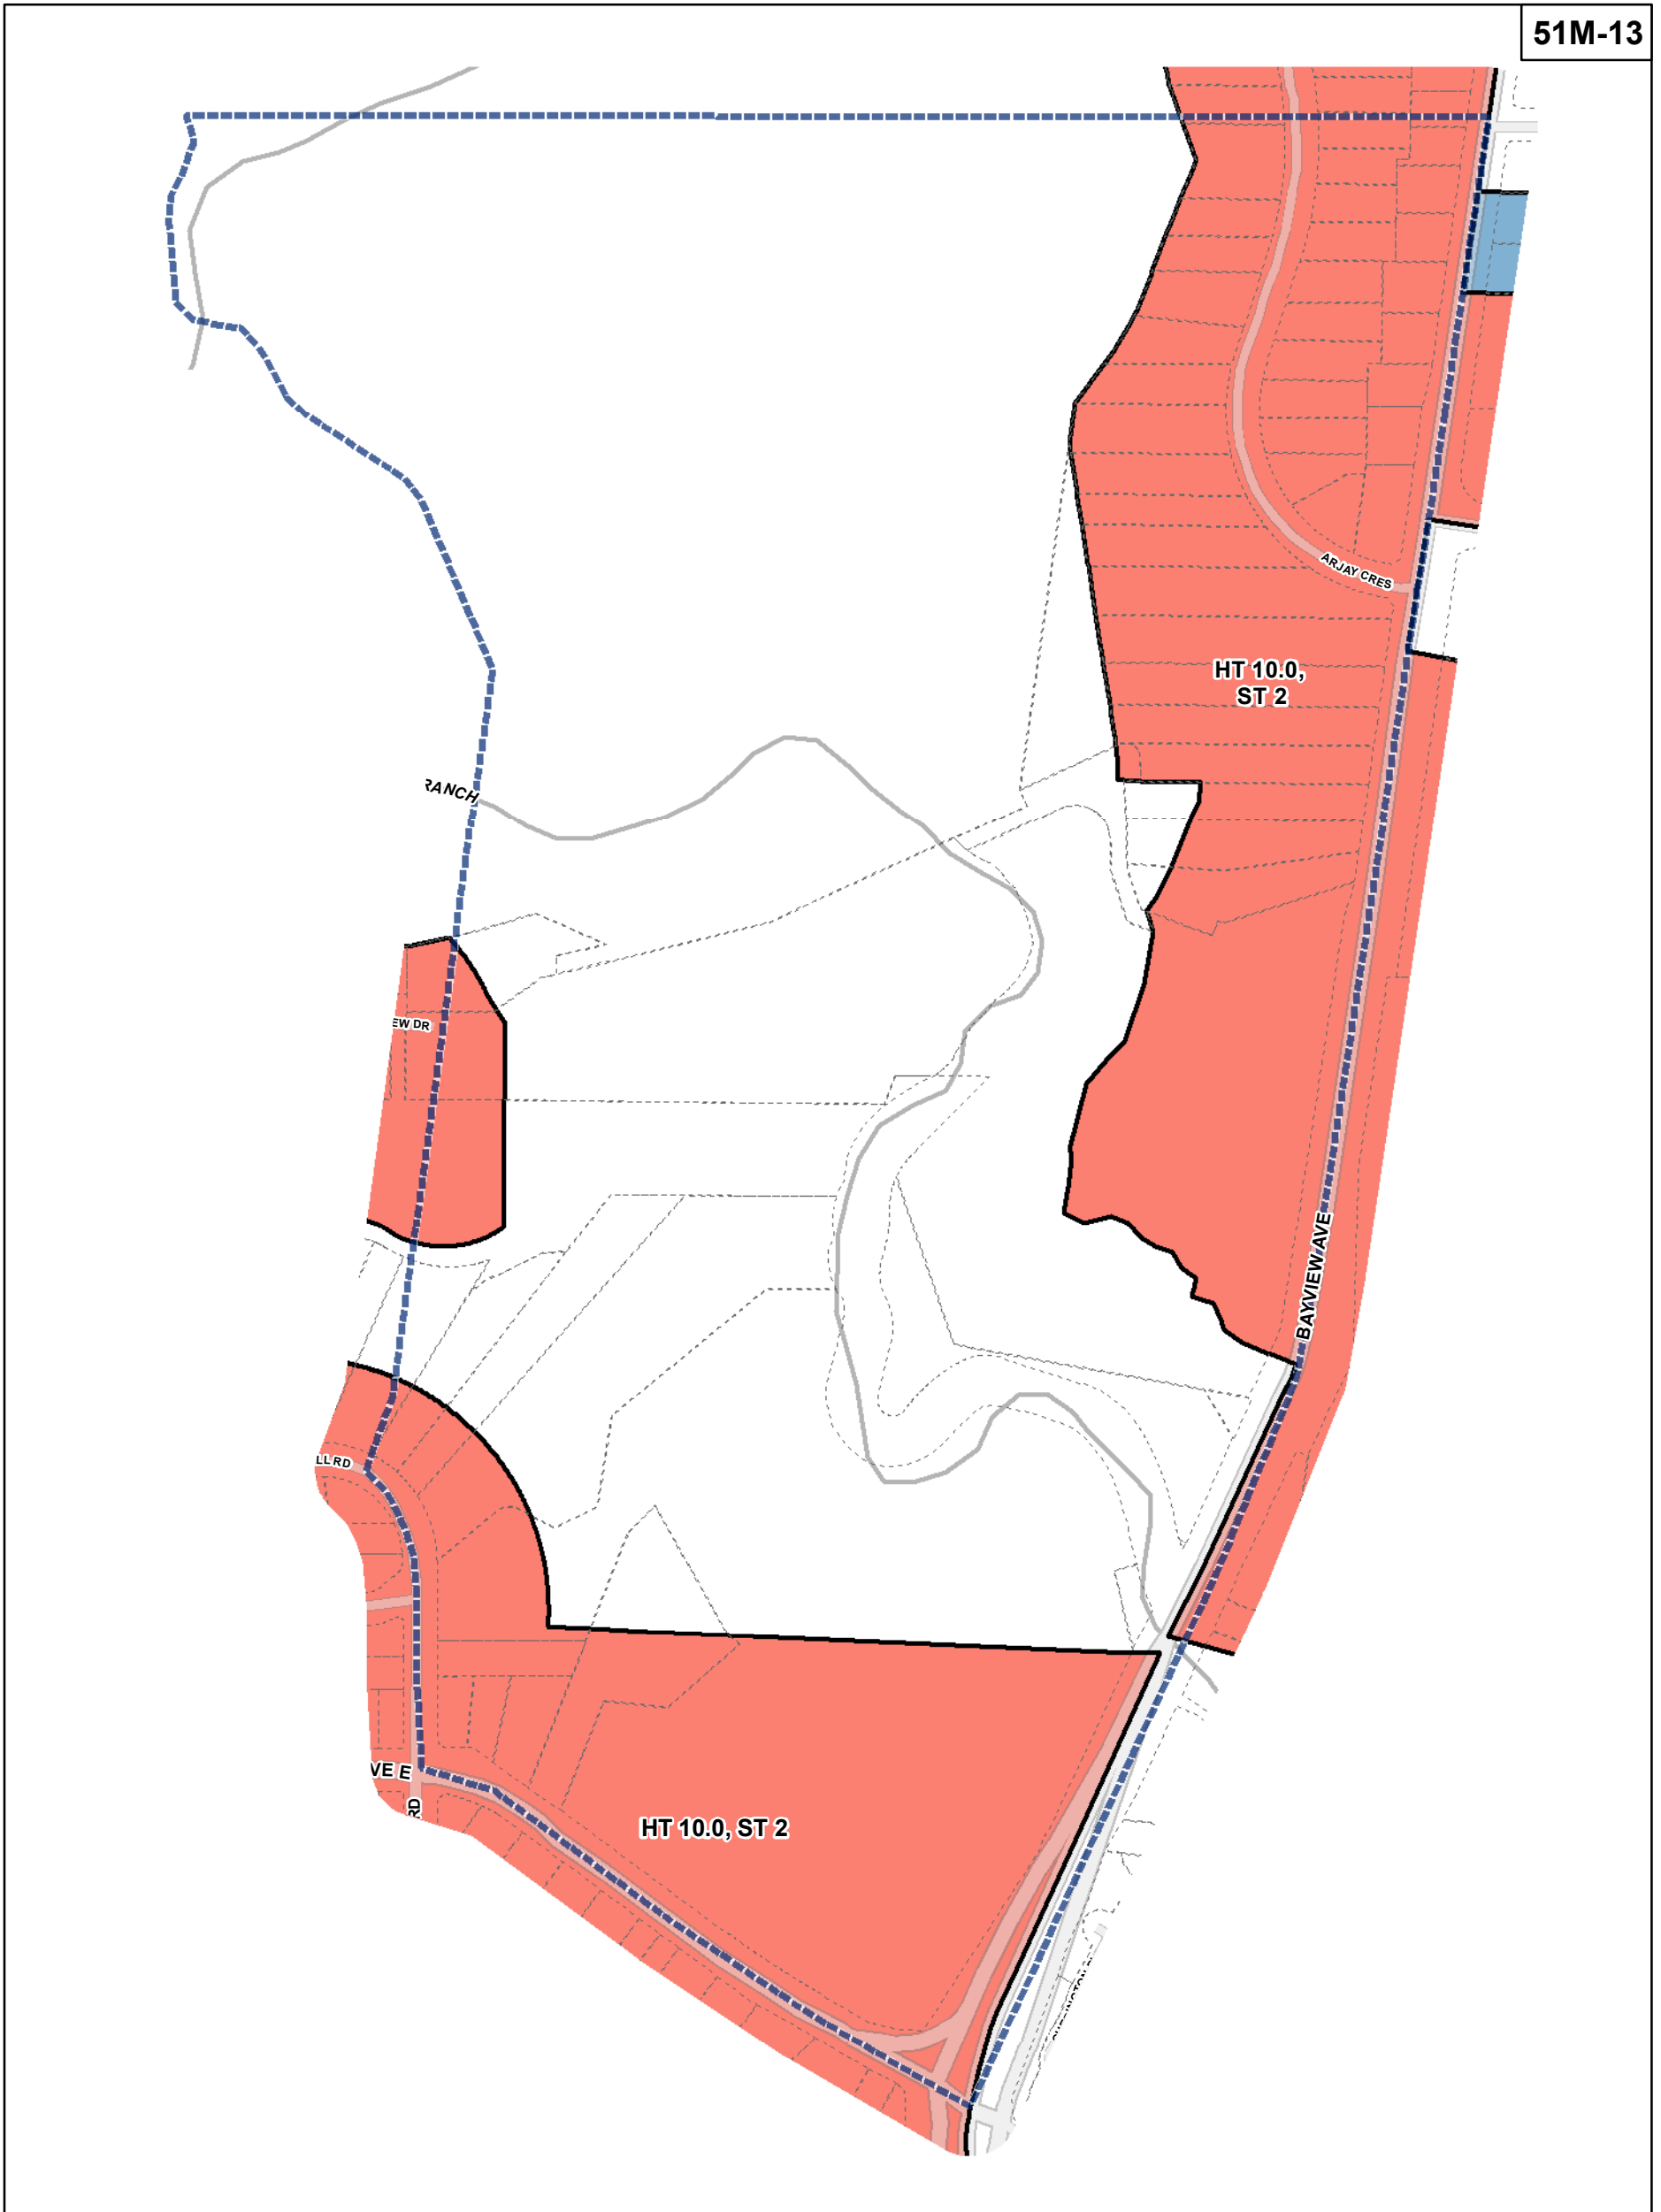 51M-13
ARJAY CRES
HT 10.0,
ST 2
RANCH
EW DR
BAYVIEW AVE
LL RD
VE E
RD
HT 10.0, ST 2